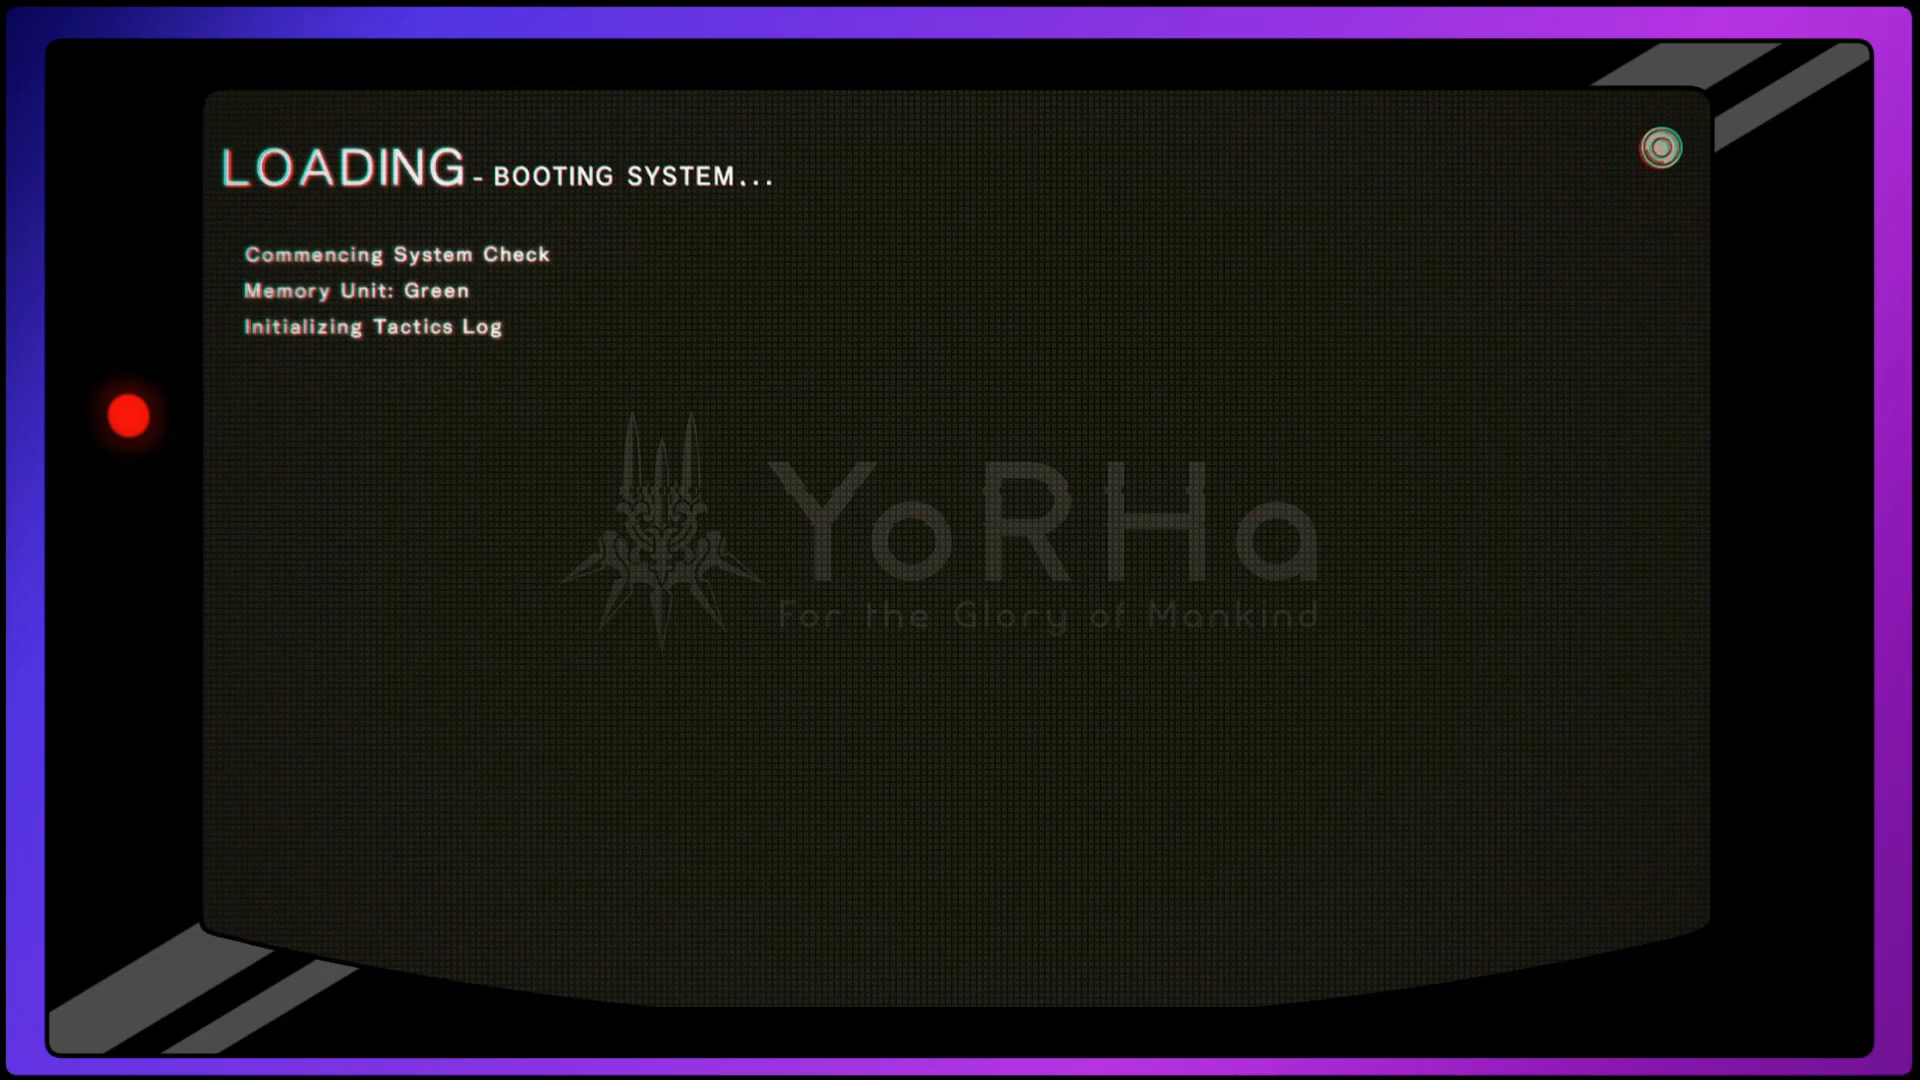 LOADING - BOOTING SYSTEM...
Commencing System Check
Memory Unit: Green
Initializing Tactics Log
YoRHa
For the Glory of Mankind